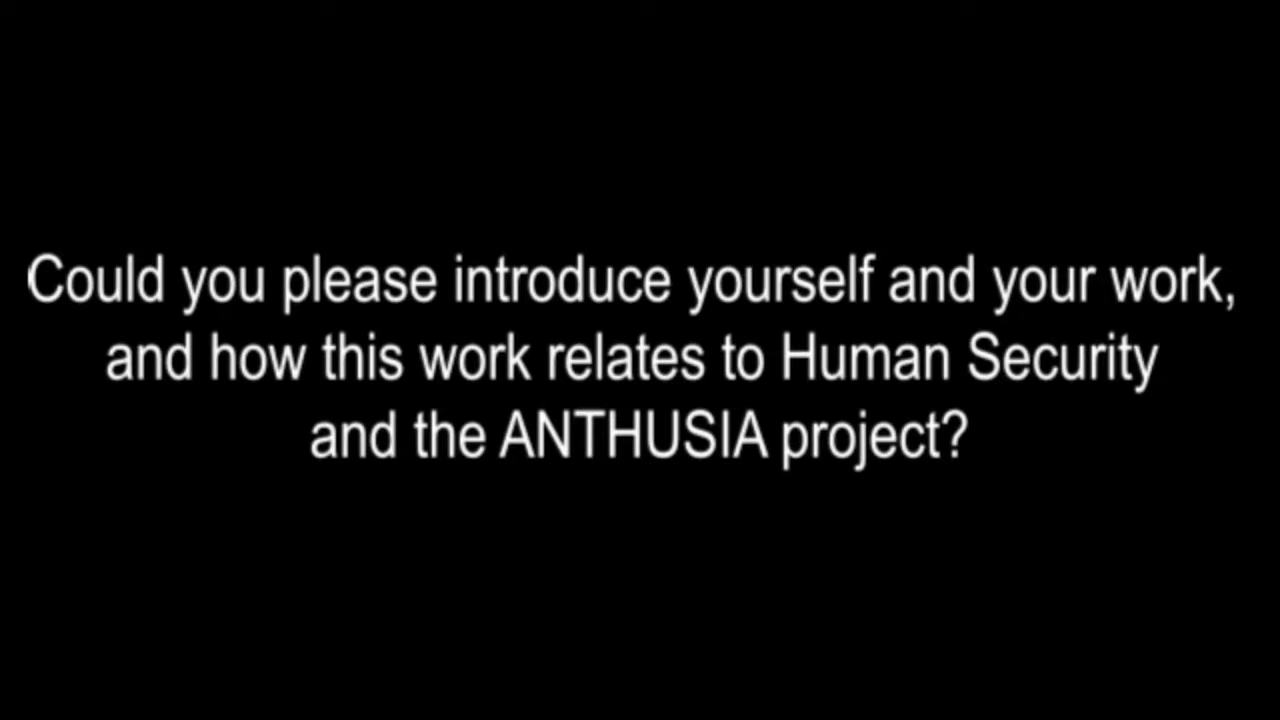 Could you please introduce yourself and your work,
and how this work relates to Human Security
and the ANTHUSIA project?